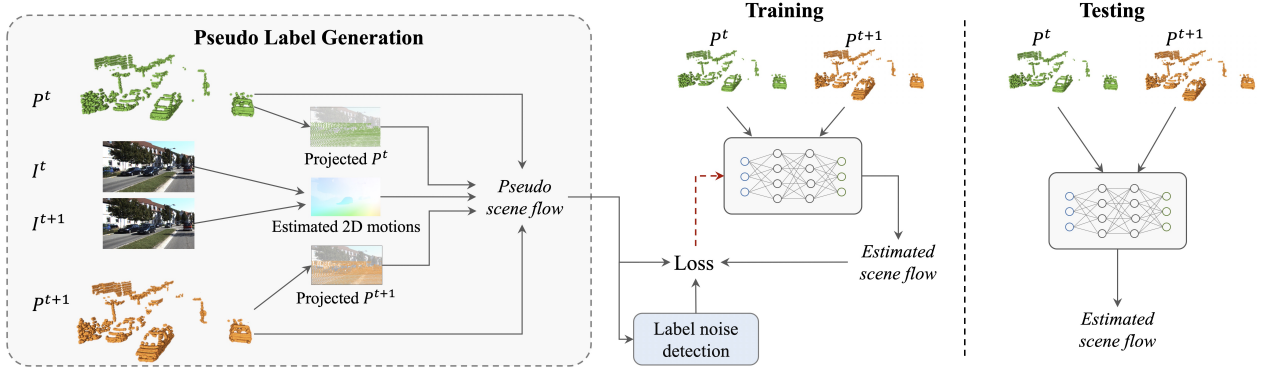 Pseudo Label Generation
P^t
I^t
I^{t+1}
P^{t+1}
Projected P^t
Estimated 2D motions
Projected P^{t+1}
Pseudo
scene flow
Training
P^t
P^{t+1}
Loss
Estimated
scene flow
Label noise
detection
Testing
P^t
P^{t+1}
Estimated
scene flow